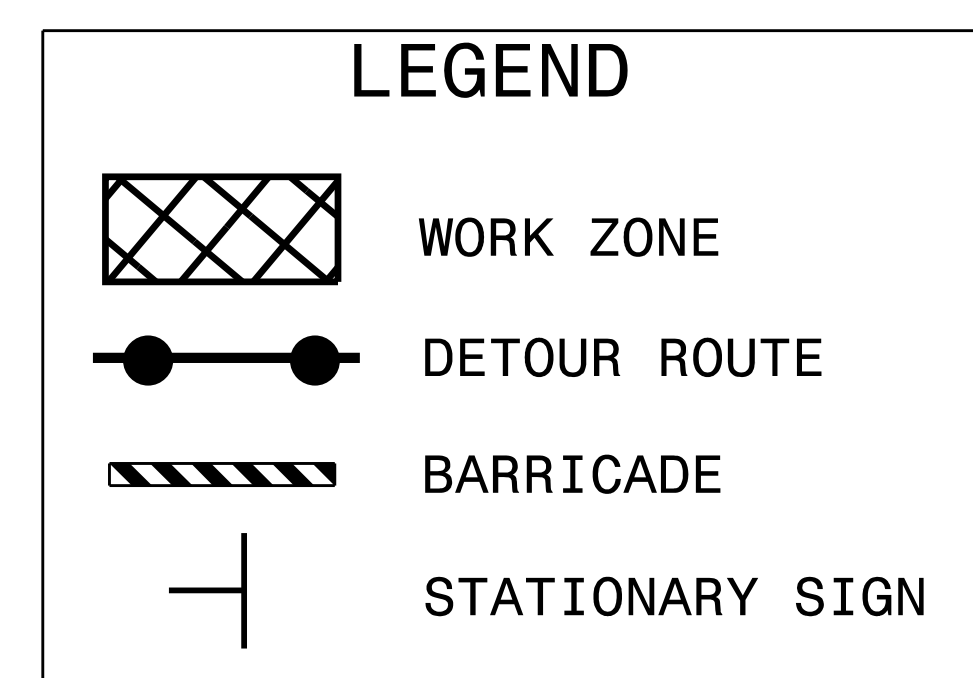 LEGEND
WORK ZONE
DETOUR ROUTE
BARRICADE
STATIONARY SIGN